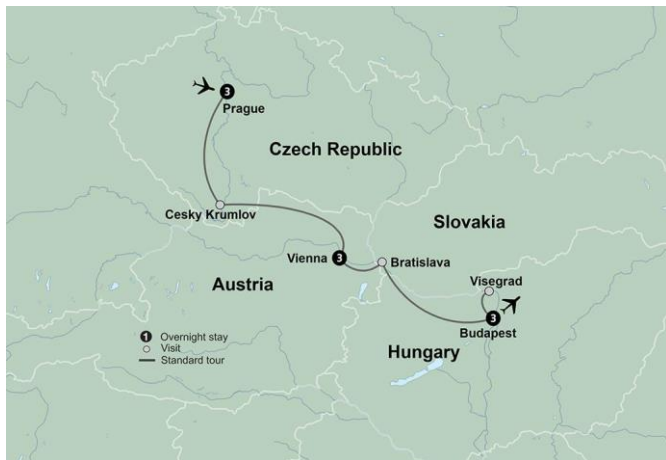 3
Prague
Czech Republic
Cesky Krumlov
Slovakia
Vienna 3
Bratislava
Austria
Visegrad
3
Budapest
Hungary
1 Overnight stay
Visit
Standard tour